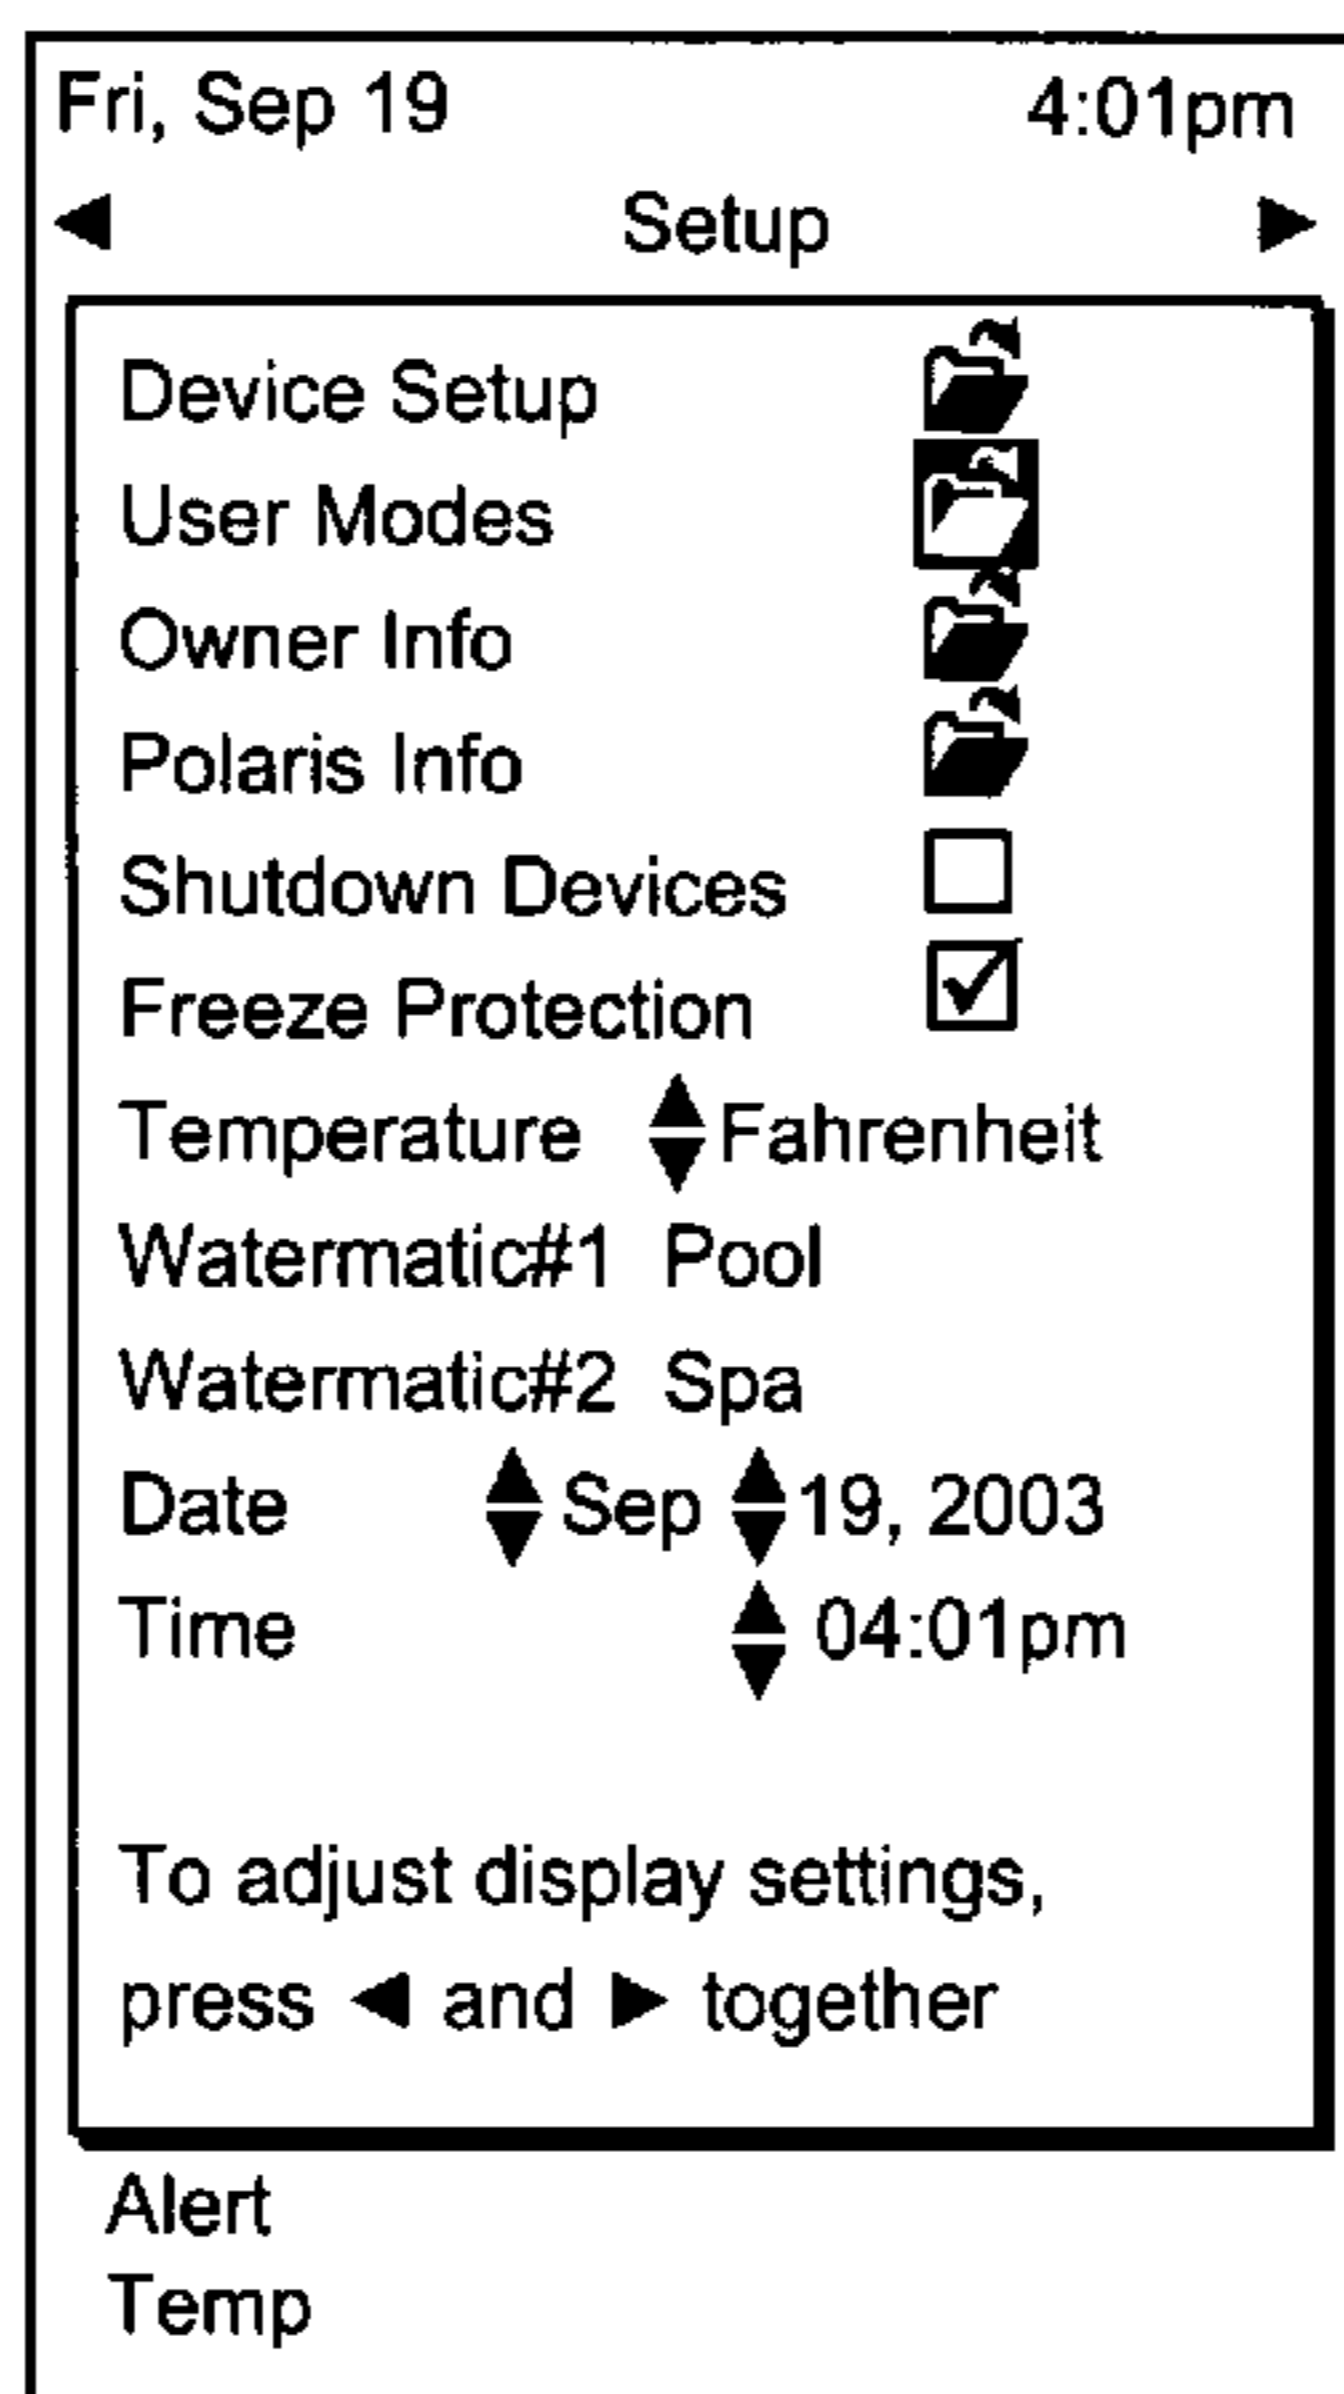 Fri, Sep 19 4:01pm
Setup
Device Setup
User Modes
Owner Info
Polaris Info
Shutdown Devices
Freeze Protection
Temperature Fahrenheit
Watermatic#1 Pool
Watermatic#2 Spa
Date Sep 19, 2003
Time 04:01pm
To adjust display settings,
press ◀ and ▶ together
Alert
Temp